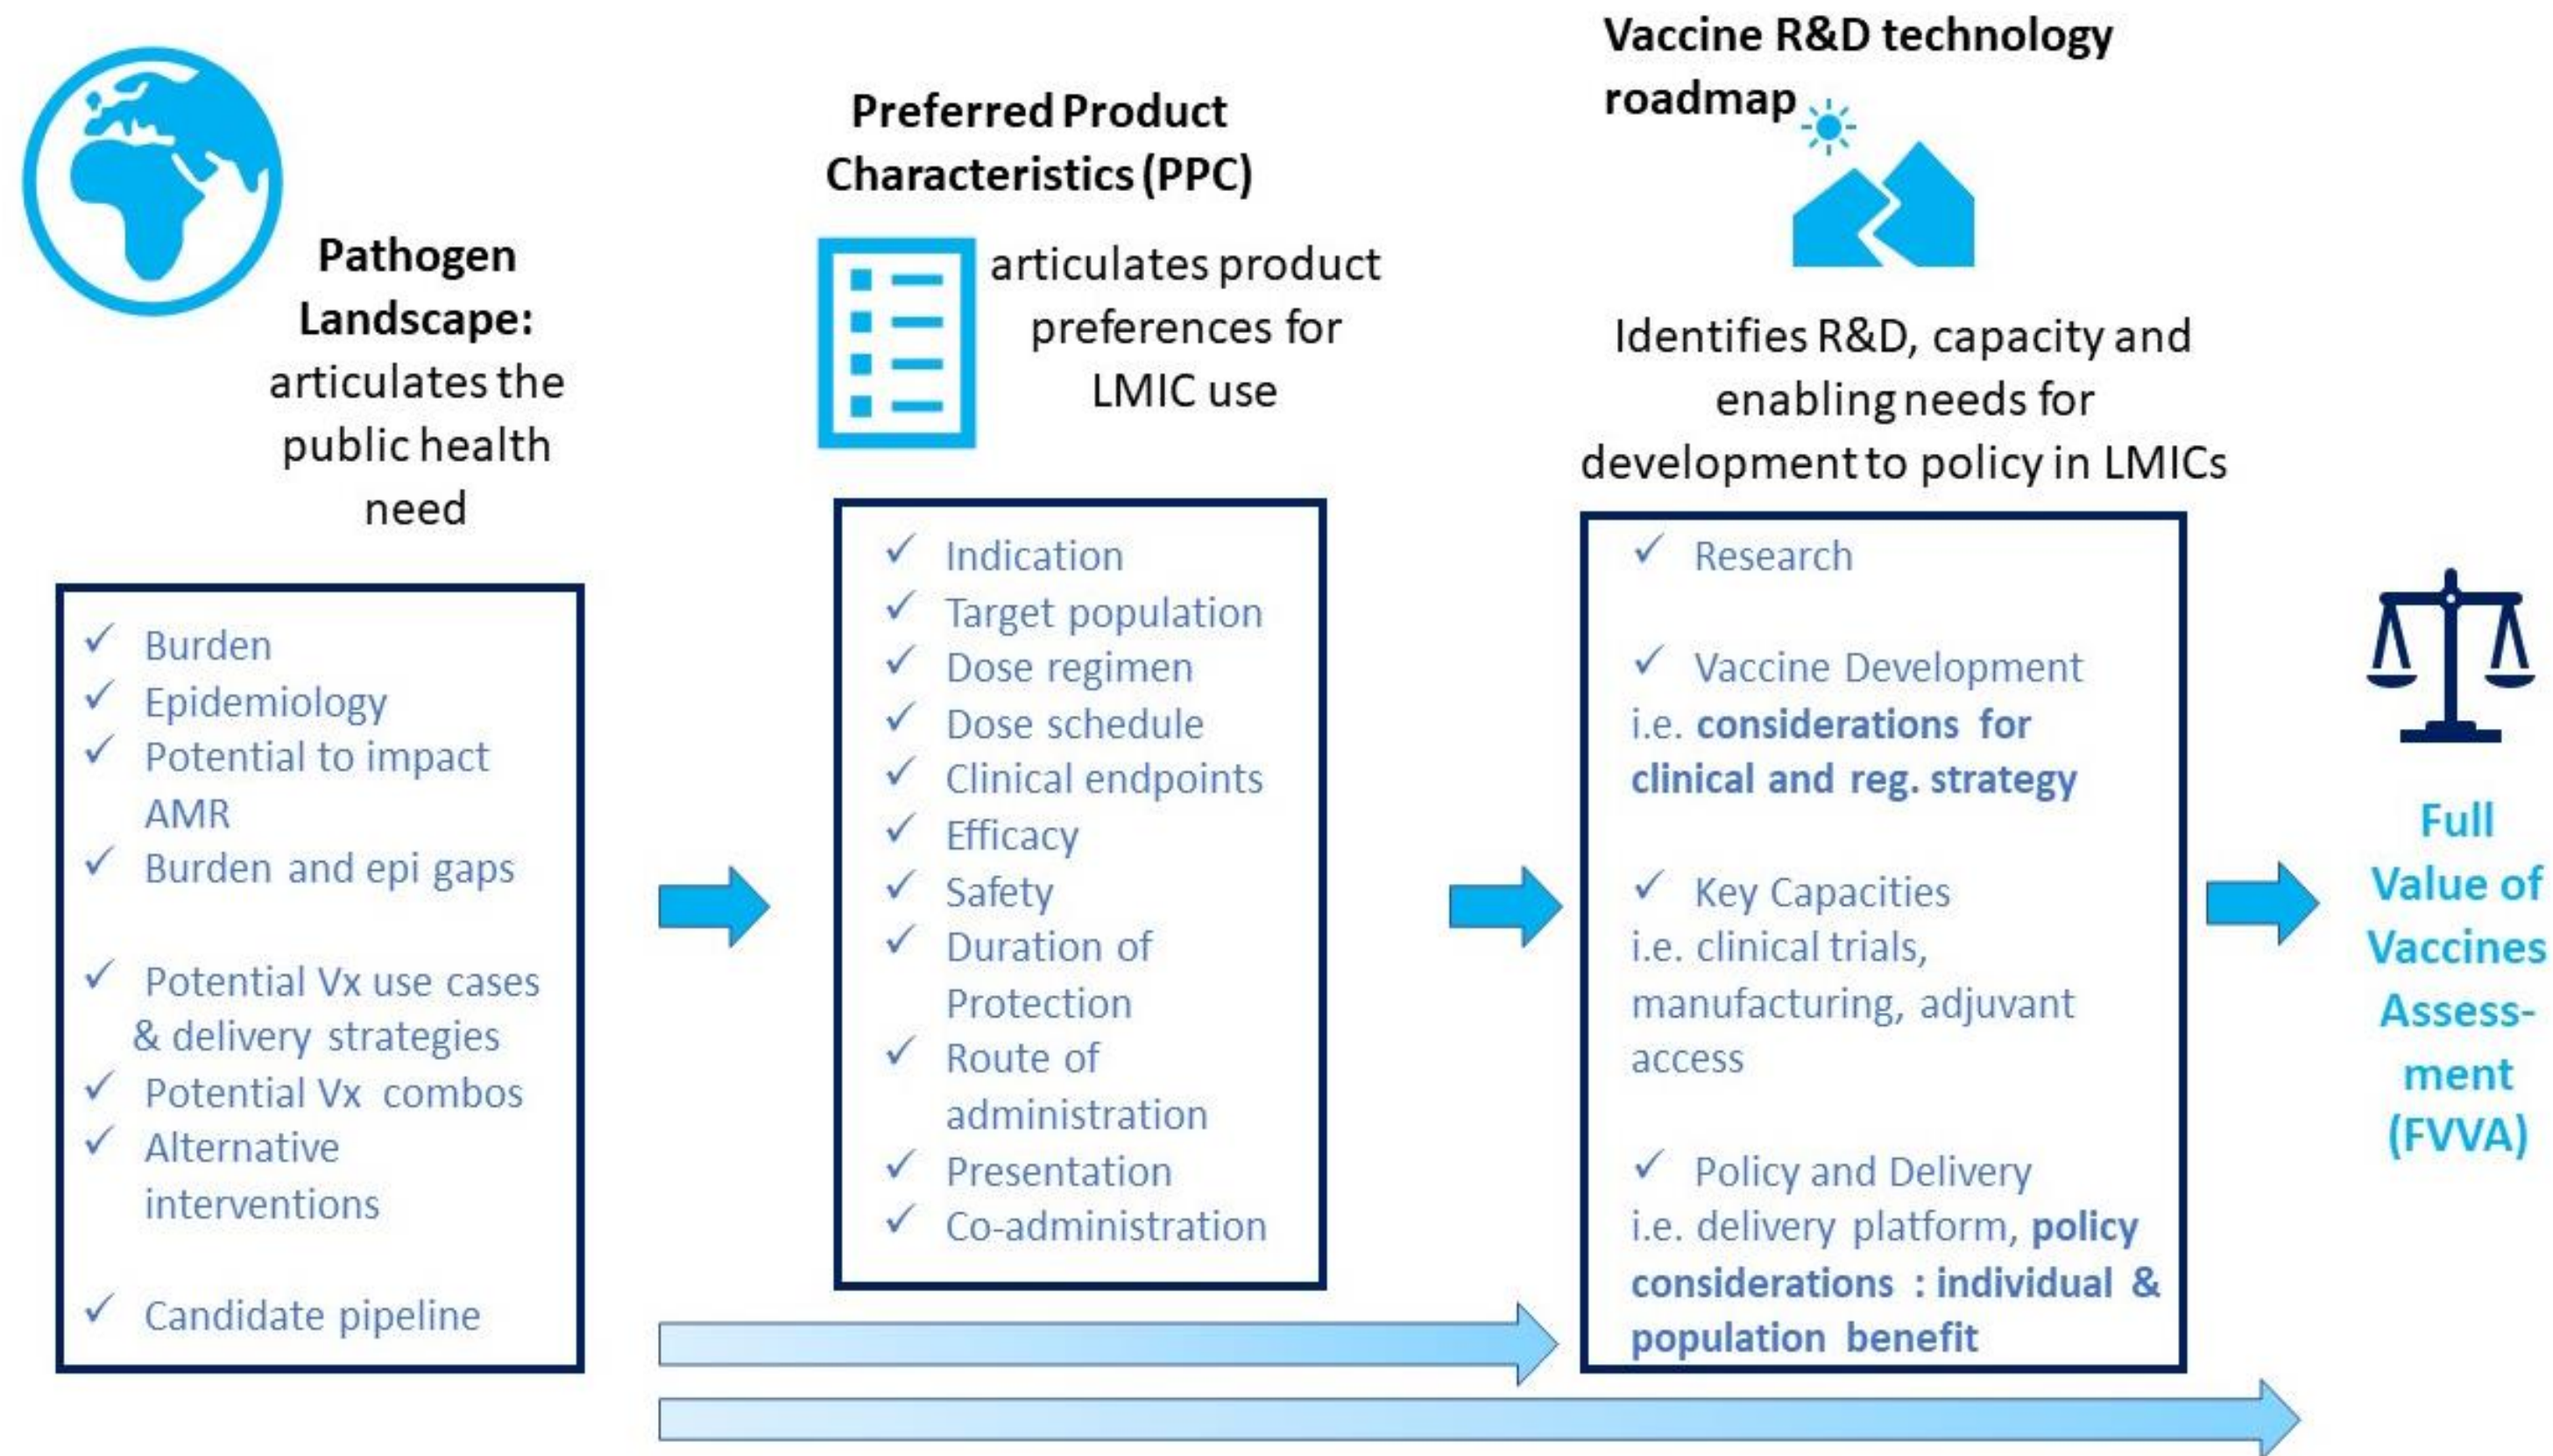 Pathogen
Landscape:
articulates the
public health
need
✓ Burden
✓ Epidemiology
✓ Potential to impact
AMR
✓ Burden and epi gaps
✓ Potential Vx use cases
& delivery strategies
✓ Potential Vx combos
✓ Alternative
interventions
✓ Candidate pipeline
Preferred Product
Characteristics (PPC)
articulates product
preferences for
LMIC use
✓ Indication
✓ Target population
✓ Dose regimen
✓ Dose schedule
✓ Clinical endpoints
✓ Efficacy
✓ Safety
✓ Duration of
Protection
✓ Route of
administration
✓ Presentation
✓ Co-administration
Vaccine R&D technology
roadmap
Identifies R&D, capacity and
enabling needs for
development to policy in LMICs
✓ Research
✓ Vaccine Development
i.e. considerations for
clinical and reg. strategy
✓ Key Capacities
i.e. clinical trials,
manufacturing, adjuvant
access
✓ Policy and Delivery
i.e. delivery platform, policy
considerations : individual &
population benefit
Full
Value of
Vaccines
Assess-
ment
(FVVA)